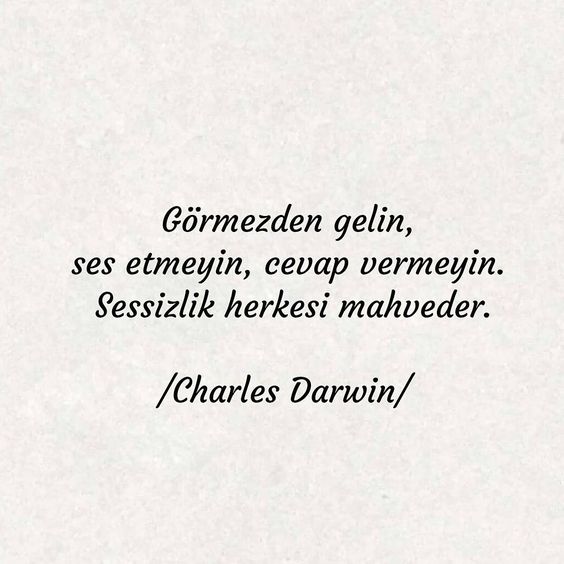 Görmezden gelin,
ses etmeyin, cevap vermeyin.
Sessizlik herkesi mahveder.
/Charles Darwin/